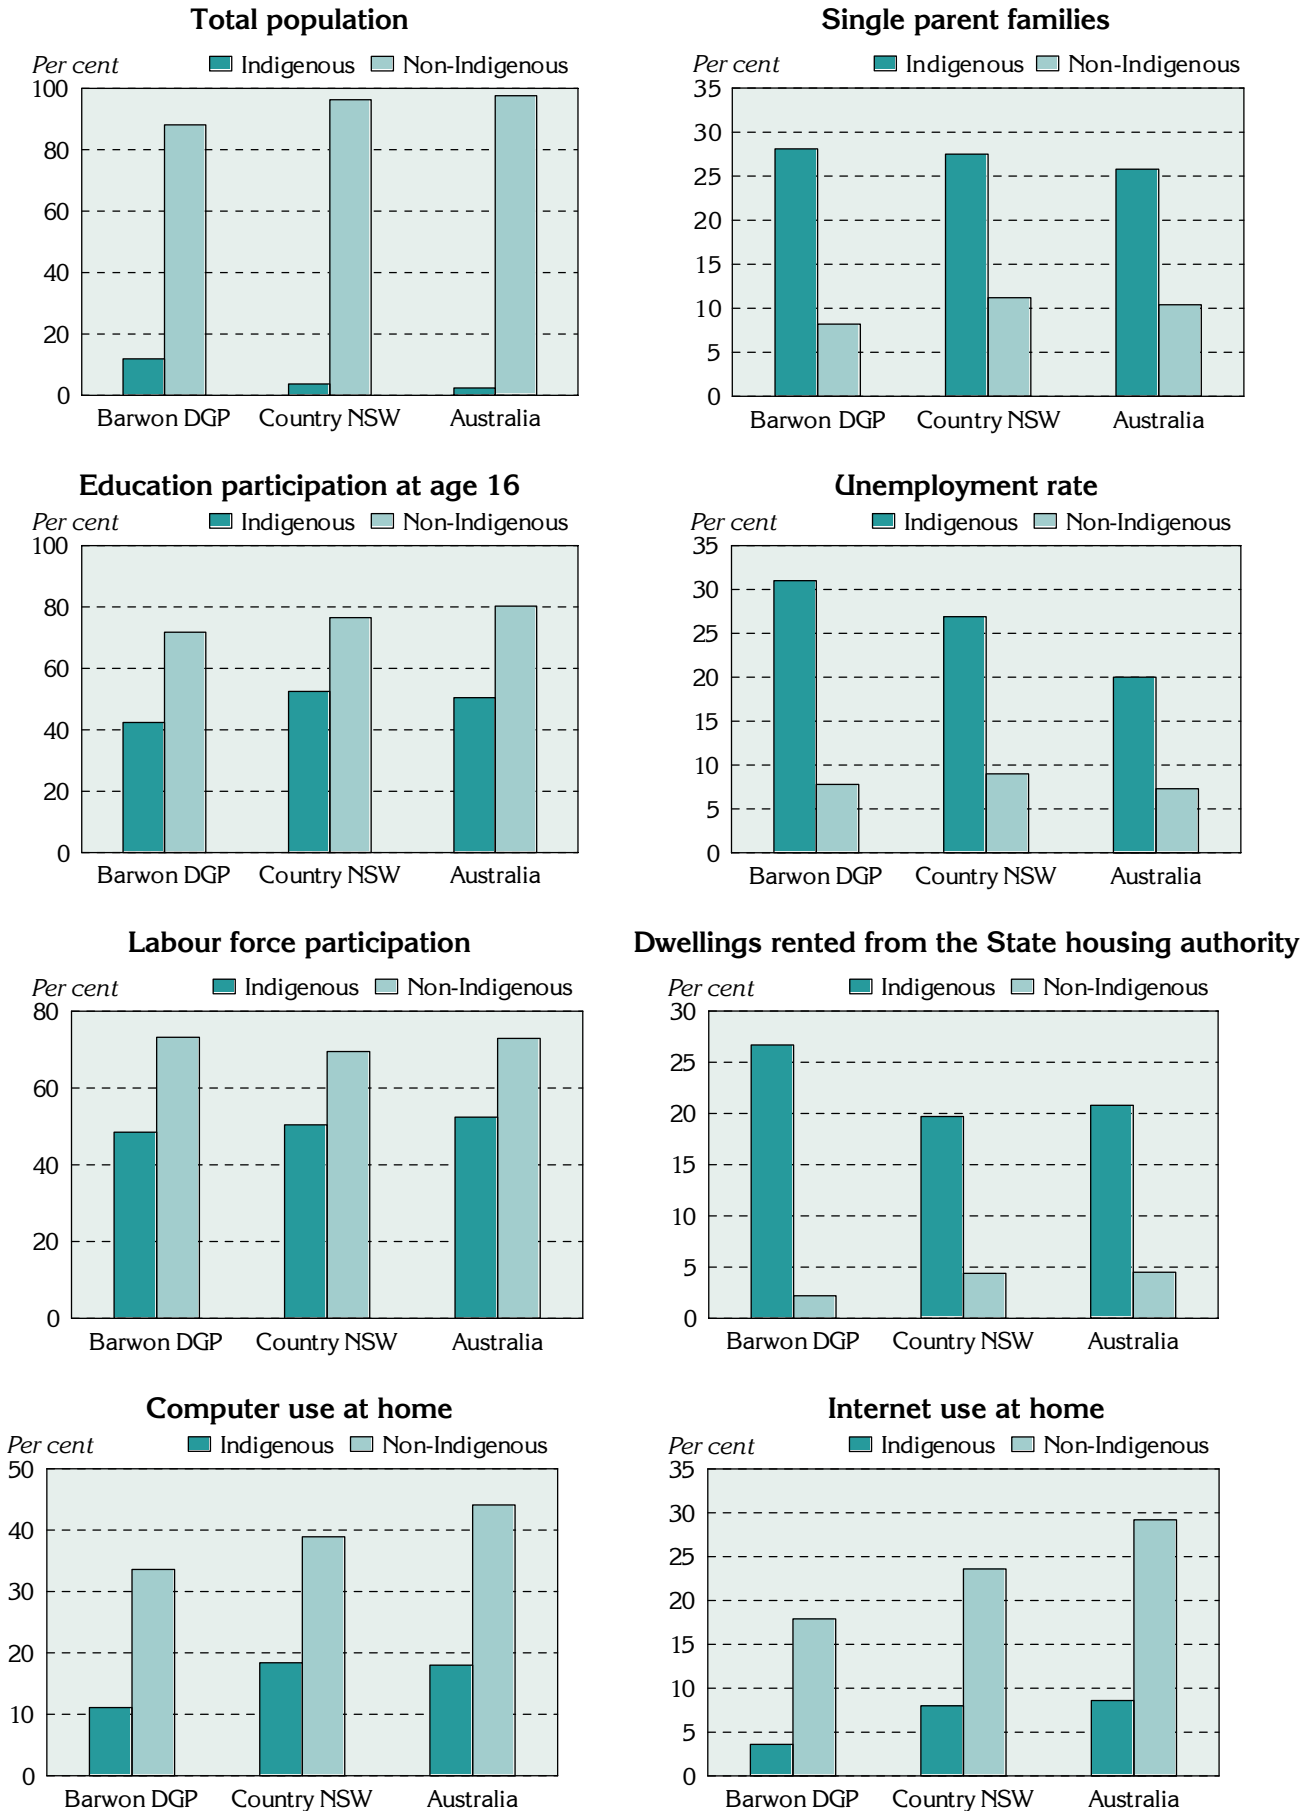 Total population
Per cent Indigenous Non-Indigenous
100
80
60
40
20
0
Barwon DGP Country NSW Australia
Single parent families
Per cent Indigenous Non-Indigenous
35
30
25
20
15
10
5
0
Barwon DGP Country NSW Australia
Education participation at age 16
Per cent Indigenous Non-Indigenous
100
80
60
40
20
0
Barwon DGP Country NSW Australia
Unemployment rate
Per cent Indigenous Non-Indigenous
35
30
25
20
15
10
5
0
Barwon DGP Country NSW Australia
Labour force participation
Per cent Indigenous Non-Indigenous
80
60
40
20
0
Barwon DGP Country NSW Australia
Dwellings rented from the State housing authority
Per cent Indigenous Non-Indigenous
30
25
20
15
10
5
0
Barwon DGP Country NSW Australia
Computer use at home
Per cent Indigenous Non-Indigenous
50
40
30
20
10
0
Barwon DGP Country NSW Australia
Internet use at home
Per cent Indigenous Non-Indigenous
35
30
25
20
15
10
5
0
Barwon DGP Country NSW Australia